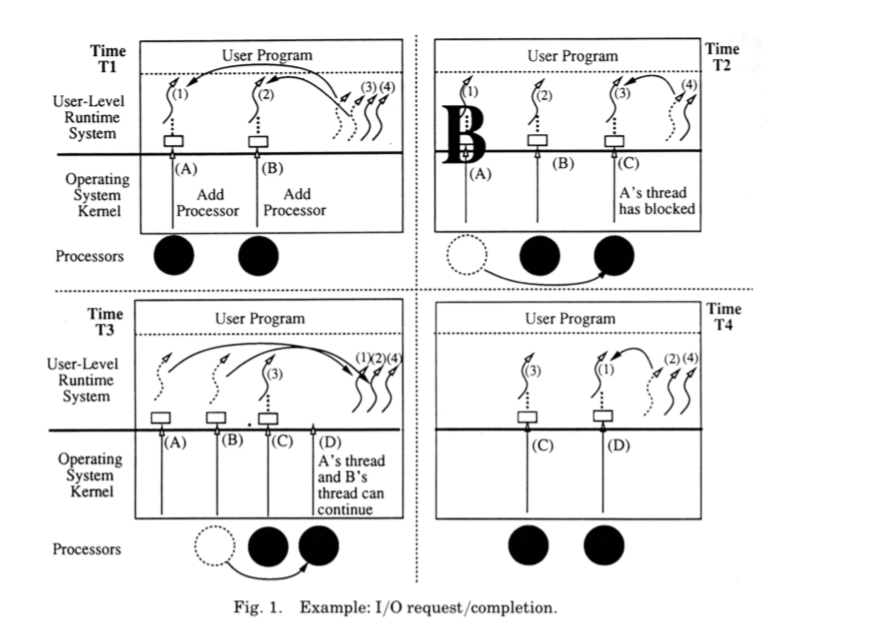 Time
T1
User Program
(1)
(2)
(3) (4)
User-Level
Runtime
System
(A)
(B)
Operating
System
Kernel
Add
Processor
Add
Processor
Processors
Time
T2
User Program
(1)
(2)
(3)
(4)
B
(A)
(B)
(C)
A's thread
has blocked
Time
T3
User Program
(1)(2)(4)
(3)
User-Level
Runtime
System
(A)
(B)
(C)
(D)
Operating
System
Kernel
A's thread
and B's
thread can
continue
Processors
Time
T4
User Program
(3)
(1)
(2)(4)
(C)
(D)
Fig. 1. Example: I/O request/completion.